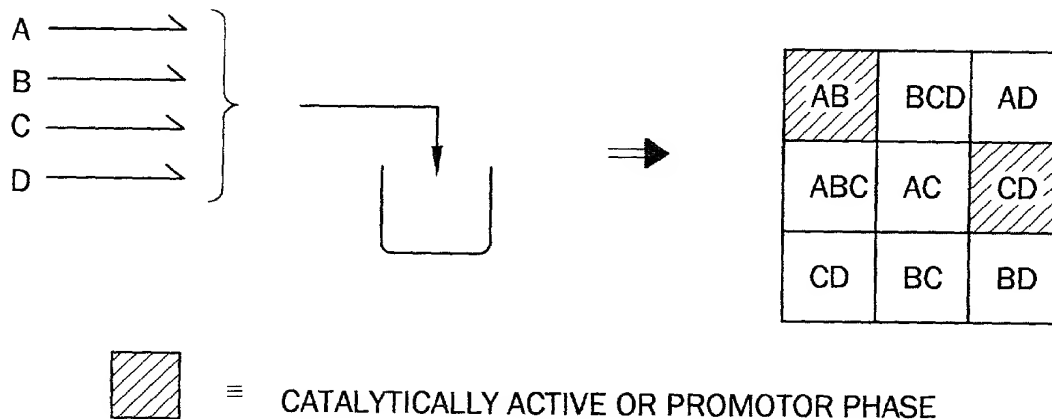 A
B
C
D
AB BCD AD
ABC AC CD
CD BC BD
≡ CATALYTICALLY ACTIVE OR PROMOTOR PHASE